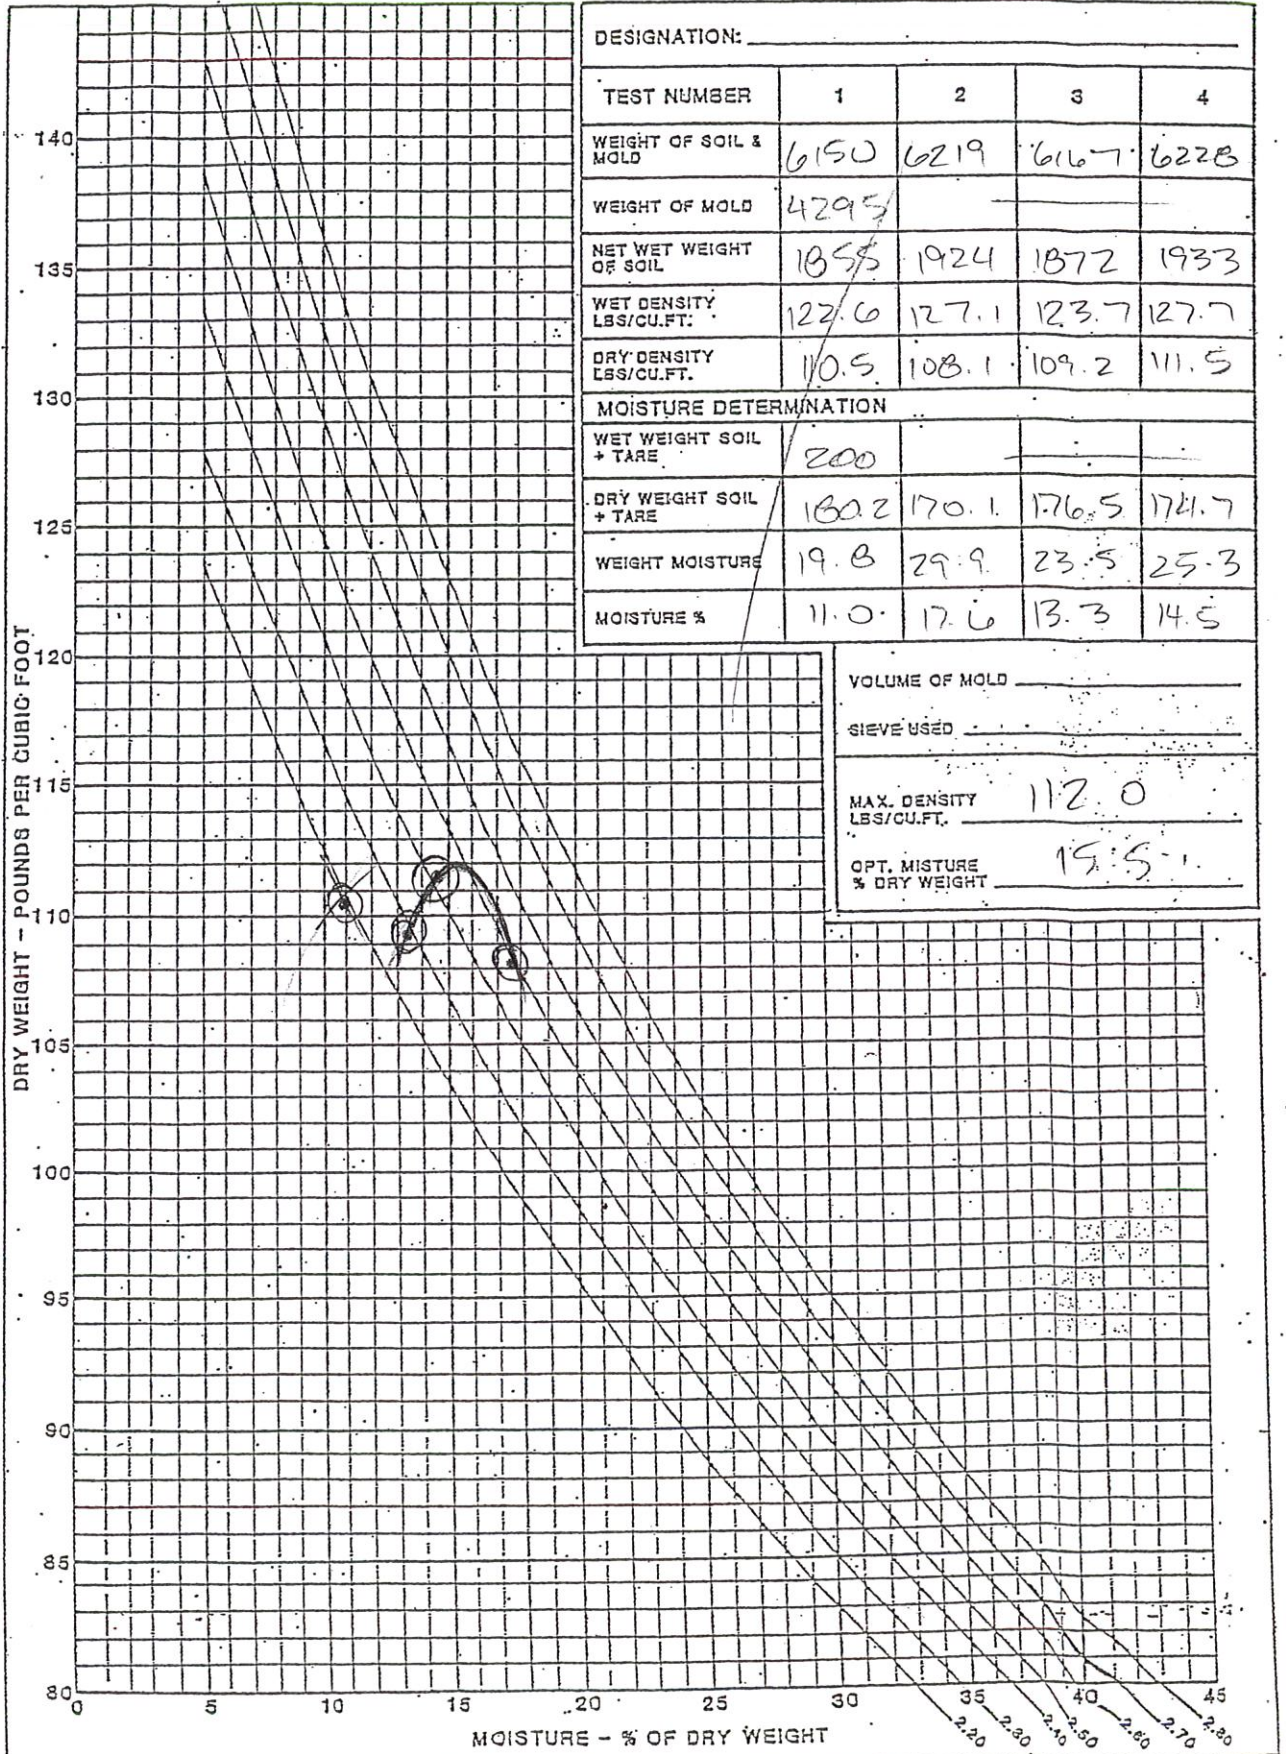 DESIGNATION:
TEST NUMBER 1 2 3 4
WEIGHT OF SOIL & MOLD 6150 6219 6167 6228
WEIGHT OF MOLD 4295
NET WET WEIGHT OF SOIL 1855 1924 1872 1933
WET DENSITY LBS/CU.FT. 122.6 127.1 123.7 127.7
DRY DENSITY LBS/CU.FT. 110.5 108.1 109.2 111.5
MOISTURE DETERMINATION
WET WEIGHT SOIL + TARE 200
DRY WEIGHT SOIL + TARE 180.2 170.1 176.5 174.7
WEIGHT MOISTURE 19.8 29.9 23.5 25.3
MOISTURE % 11.0 17.6 13.3 14.5
VOLUME OF MOLD
SIEVE USED
MAX. DENSITY LBS/CU.FT. 112.0
OPT. MISTURE % DRY WEIGHT 15.5
DRY WEIGHT - POUNDS PER CUBIC FOOT
140
135
130
125
120
115
110
105
100
95
90
85
80
0 5 10 15 20 25 30 35 40 45
2.20 2.30 2.40 2.50 2.60 2.70 2.80
MOISTURE - % OF DRY WEIGHT